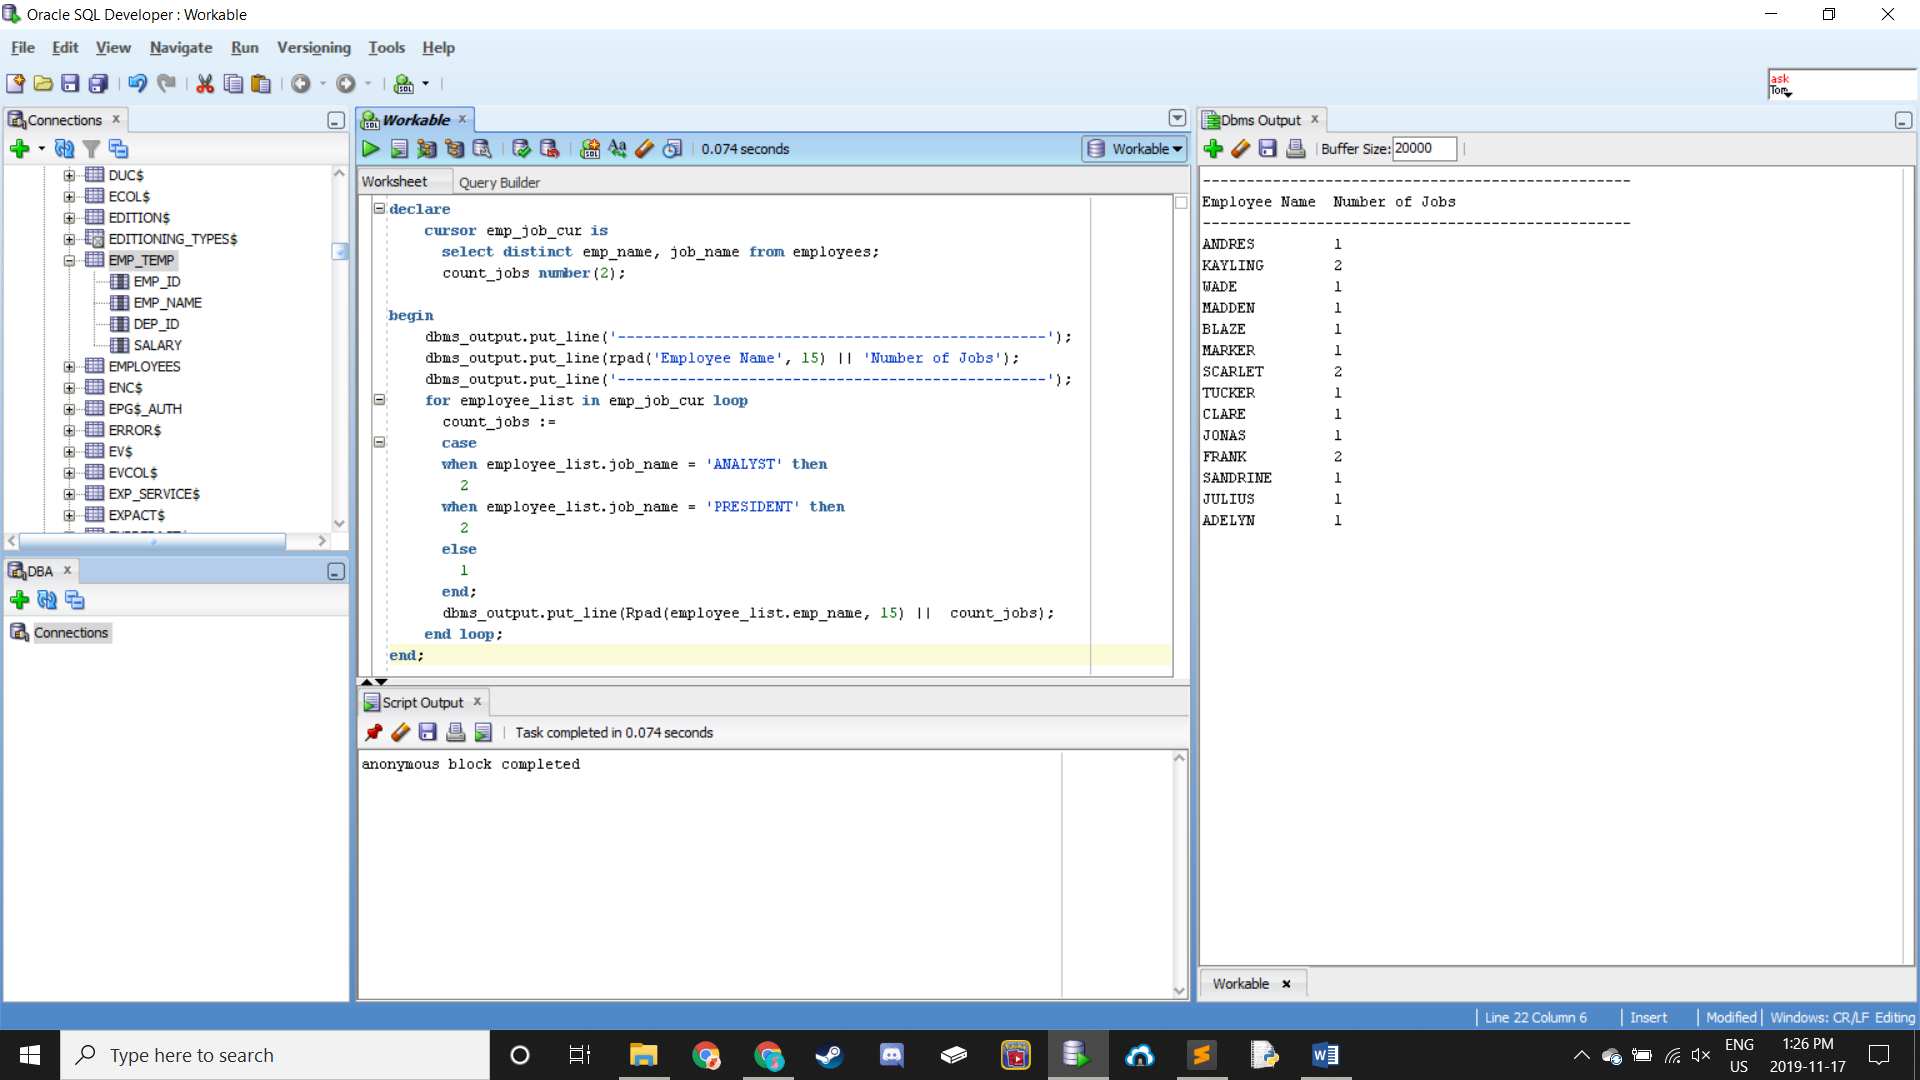 Oracle SQL Developer : Workable
File Edit View Navigate Run Versioning Tools Help
ask
Tom
Connections x
DUC$
ECOL$
EDITION$
EDITIONING_TYPES$
EMP_TEMP
EMP_ID
EMP_NAME
DEP_ID
SALARY
EMPLOYEES
ENC$
EPG$_AUTH
ERROR$
EV$
EVCOL$
EXP_SERVICE$
EXPACT$
DBA x
Connections
Workable x
0.074 seconds
Workable
Worksheet Query Builder
declare
cursor emp_job_cur is
select distinct emp_name, job_name from employees;
count_jobs number(2);
begin
dbms_output.put_line('-------------------------------------------------');
dbms_output.put_line(rpad('Employee Name', 15) || 'Number of Jobs');
dbms_output.put_line('-------------------------------------------------');
for employee_list in emp_job_cur loop
count_jobs :=
case
when employee_list.job_name = 'ANALYST' then
2
when employee_list.job_name = 'PRESIDENT' then
2
else
1
end;
dbms_output.put_line(Rpad(employee_list.emp_name, 15) ||  count_jobs);
end loop;
end;
Script Output x
Task completed in 0.074 seconds
anonymous block completed
Dbms Output x
Buffer Size: 20000
-------------------------------------------------
Employee Name  Number of Jobs
-------------------------------------------------
ANDRES 1
KAYLING 2
WADE 1
MADDEN 1
BLAZE 1
MARKER 1
SCARLET 2
TUCKER 1
CLARE 1
JONAS 1
FRANK 2
SANDRINE 1
JULIUS 1
ADELYN 1
Workable x
Line 22 Column 6 Insert Modified Windows: CR/LF Editing
Type here to search
ENG
US
1:26 PM
2019-11-17